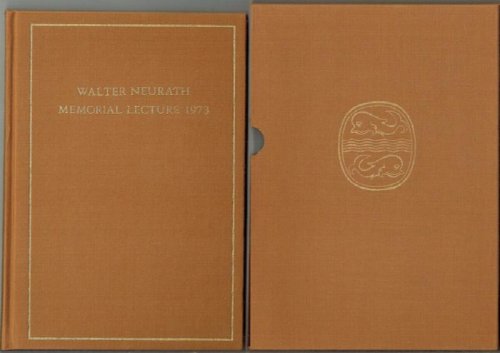 WALTER NEURATH
MEMORIAL LECTURE 1973